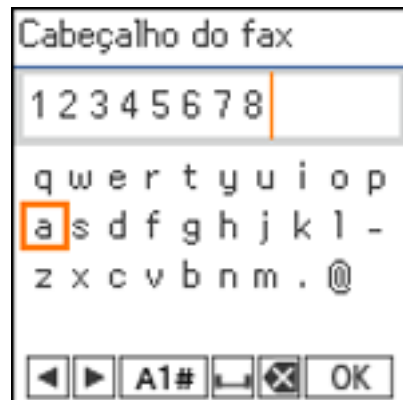 Cabeçalho do fax
12345678
q w e r t y u i o p
a s d f g h j k l -
z x c v b n m . @
A1# OK